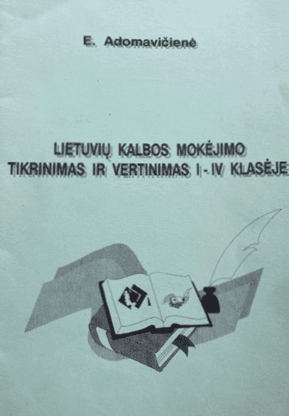 E. Adomavičienė
LIETUVIŲ KALBOS MOKĖJIMO
TIKRINIMAS IR VERTINIMAS I - IV KLASĖJE